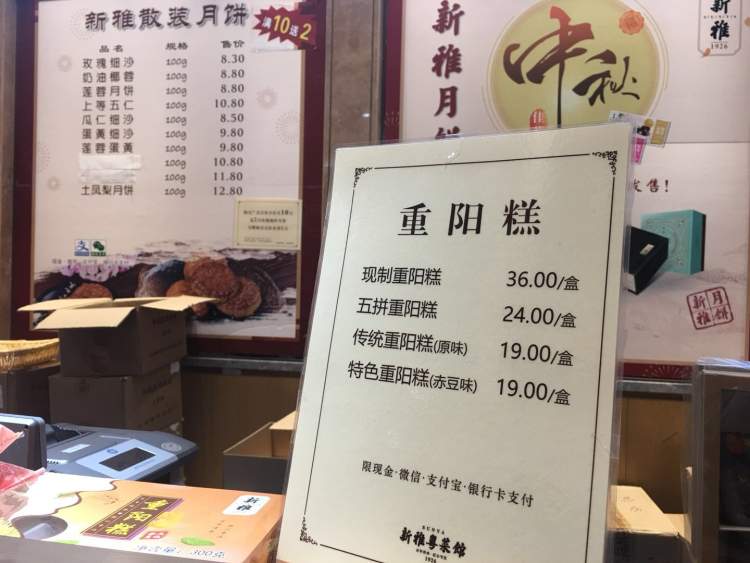 新雅散装月饼
满10送2
品名 规格 售价
玫瑰细沙 100g 8.30
奶油椰蓉 100g 8.80
莲蓉月饼 100g 8.80
上等五仁 100g 10.80
瓜仁细沙 100g 8.50
蛋黄细沙 100g 9.80
莲蓉蛋黄 100g 9.80
100g 10.80
100g 11.80
土凤梨月饼 100g 12.80
新雅月饼
中秋
新雅
1926
发售!
新雅月饼
重阳糕
现制重阳糕 36.00/盒
五拼重阳糕 24.00/盒
传统重阳糕(原味) 19.00/盒
特色重阳糕(赤豆味) 19.00/盒
限现金·微信·支付宝·银行卡支付
SUNYA
新雅粤菜馆
1926
新雅